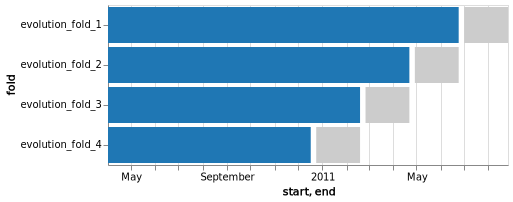 evolution_fold_1
evolution_fold_2
evolution_fold_3
evolution_fold_4
fold
May September 2011 May
start, end